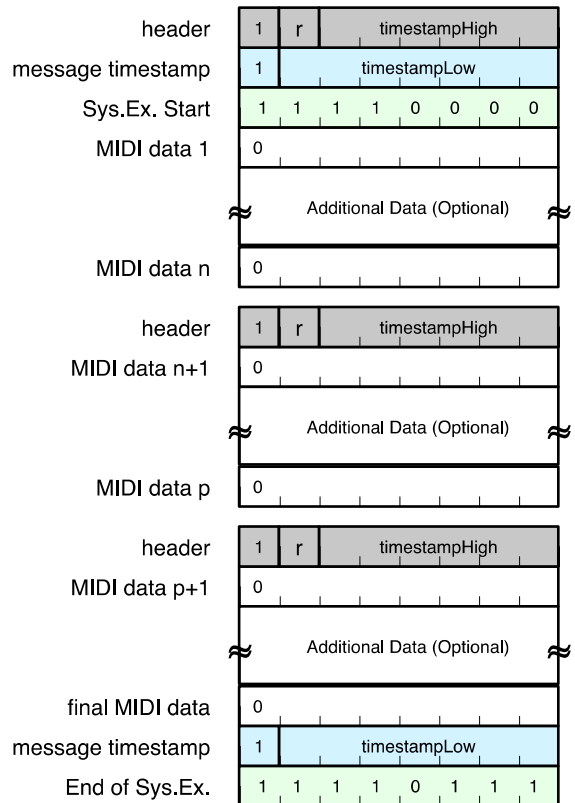 header 1 r timestampHigh
message timestamp 1 timestampLow
Sys.Ex. Start 1 1 1 1 0 0 0 0
MIDI data 1 0
≈ Additional Data (Optional) ≈
MIDI data n 0
header 1 r timestampHigh
MIDI data n+1 0
≈ Additional Data (Optional) ≈
MIDI data p 0
header 1 r timestampHigh
MIDI data p+1 0
≈ Additional Data (Optional) ≈
final MIDI data 0
message timestamp 1 timestampLow
End of Sys.Ex. 1 1 1 1 0 1 1 1